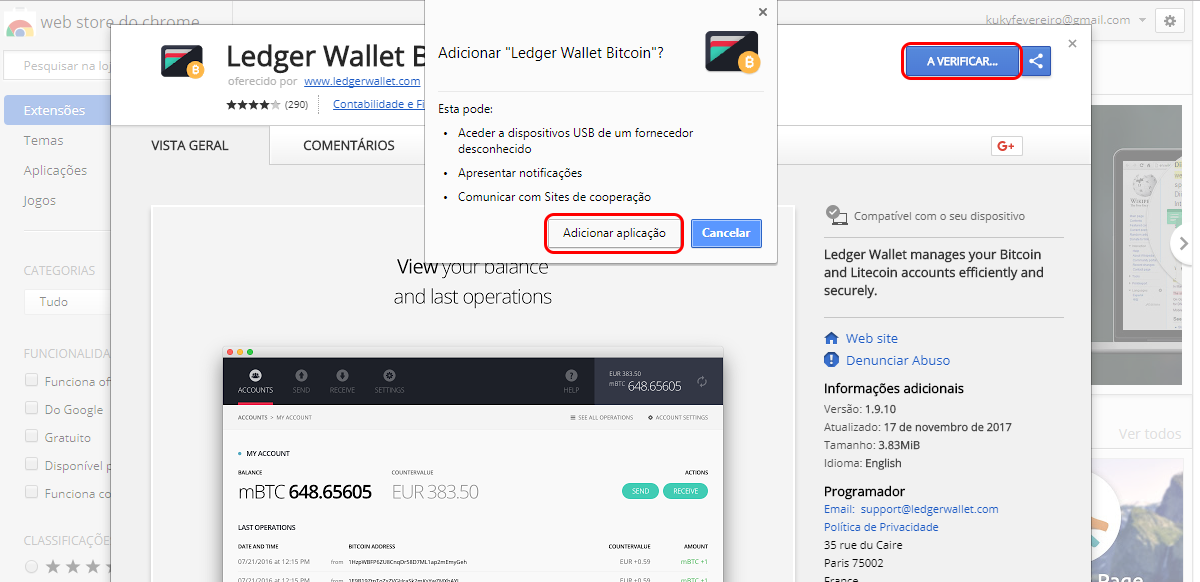 web store do chrome
kukyfevereiro@gmail.com
Pesquisar na loj
Extensões
Temas
Aplicações
Jogos
CATEGORIAS
Tudo
FUNCIONALIDA
Funciona of
Do Google
Gratuito
Disponível p
Funciona co
CLASSIFICAÇÕE
Ledger Wallet B
oferecido por www.ledgerwallet.com
(290)
Contabilidade e Fi
A VERIFICAR...
VISTA GERAL
COMENTÁRIOS
G+
Adicionar "Ledger Wallet Bitcoin"?
Esta pode:
• Aceder a dispositivos USB de um fornecedor
desconhecido
• Apresentar notificações
• Comunicar com Sites de cooperação
Adicionar aplicação
Cancelar
View your balance
and last operations
ACCOUNTS
SEND
RECEIVE
SETTINGS
HELP
EUR 383.50
mBTC 648.65605
ACCOUNTS > MY ACCOUNT
SEE ALL OPERATIONS
ACCOUNT SETTINGS
MY ACCOUNT
BALANCE
COUNTERVALUE
ACTIONS
mBTC 648.65605
EUR 383.50
SEND
RECEIVE
LAST OPERATIONS
DATE AND TIME
BITCOIN ADDRESS
COUNTERVALUE
AMOUNT
07/21/2016 at 12:15 PM
from
EUR +0.59
mBTC +1
07/21/2016 at 12:15 PM
from
EUR +0.59
mBTC +1
Compatível com o seu dispositivo
Ledger Wallet manages your Bitcoin
and Litecoin accounts efficiently and
securely.
Web site
Denunciar Abuso
Informações adicionais
Versão: 1.9.10
Atualizado: 17 de novembro de 2017
Tamanho: 3.83MiB
Idioma: English
Programador
Email: support@ledgerwallet.com
Política de Privacidade
35 rue du Caire
Paris 75002
France
Ver todos
Page